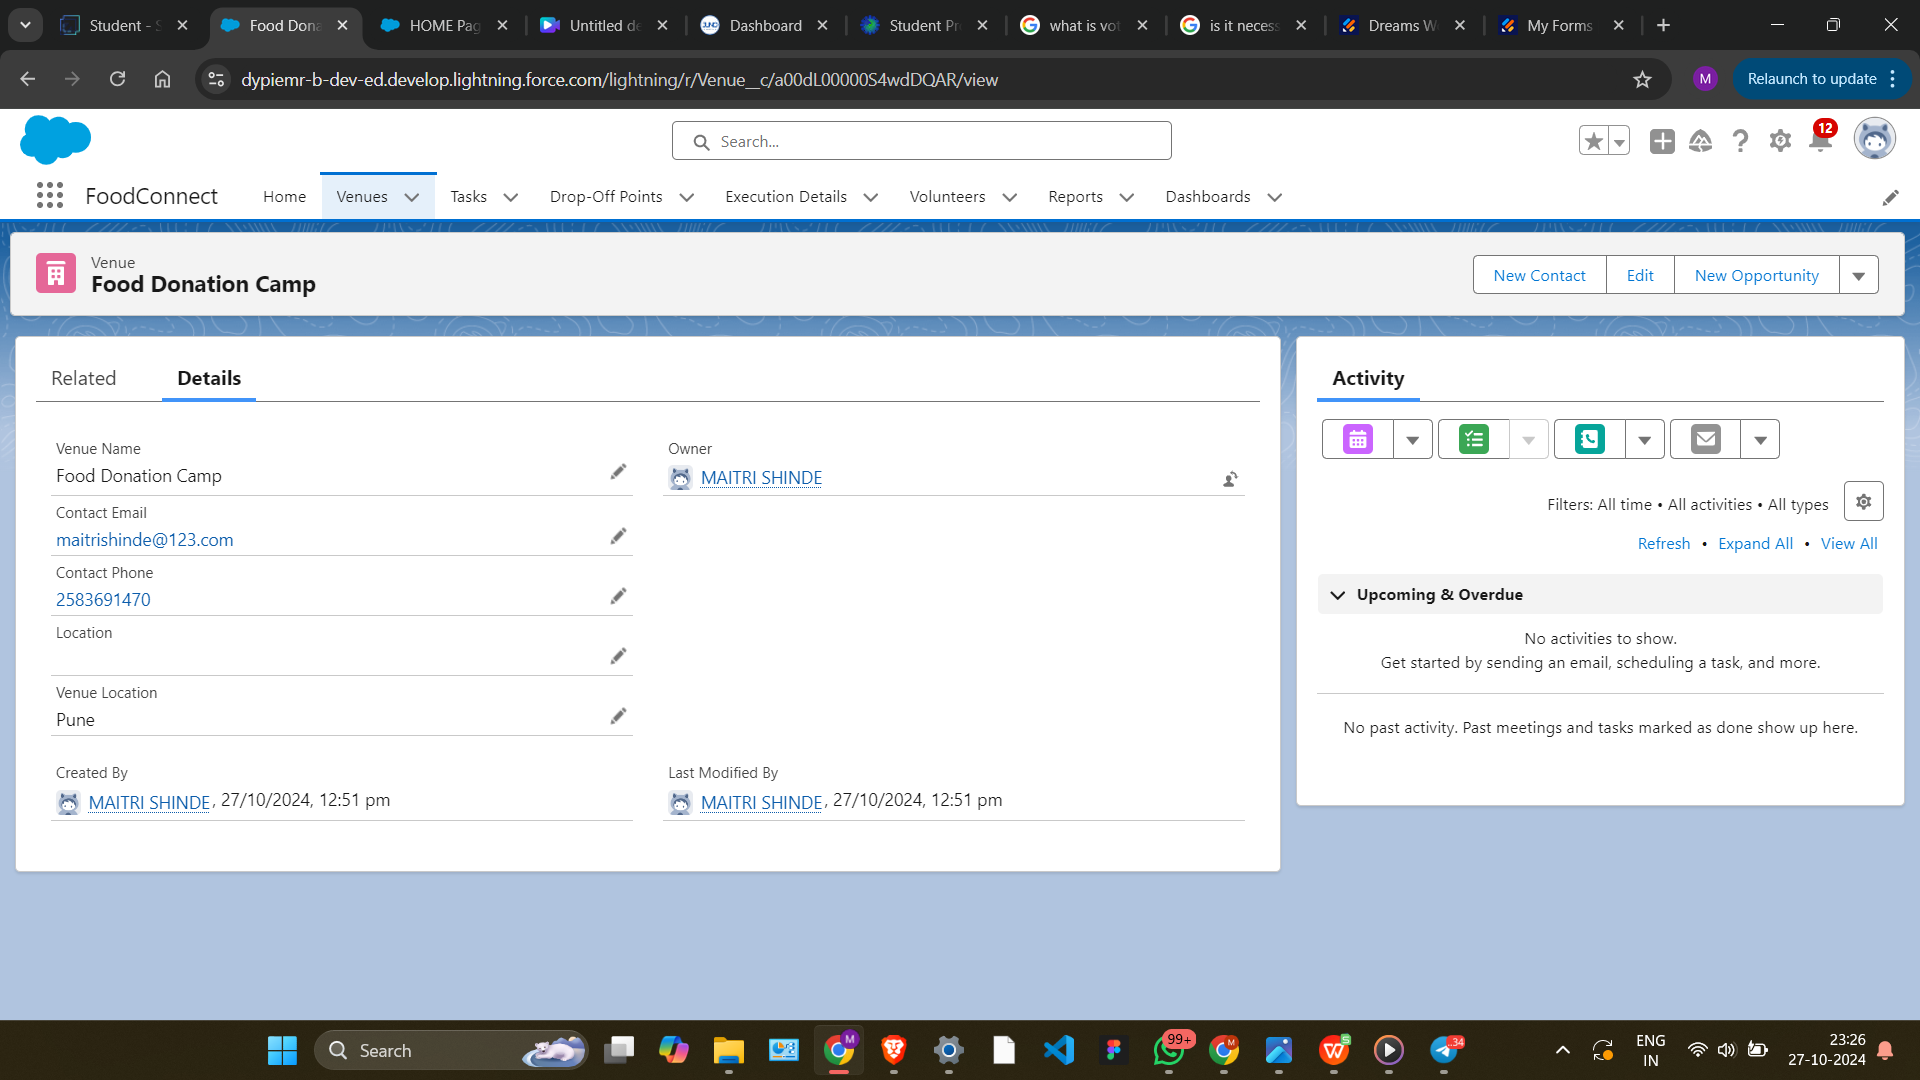 Student - S
Food Dona
HOME Pag
Untitled de
Dashboard
Student Pr
what is vot
is it necess
Dreams W
My Forms
dypiemr-b-dev-ed.develop.lightning.force.com/lightning/r/Venue__c/a00dL00000S4wdDQAR/view
M
Relaunch to update
Search...
12
FoodConnect
Home
Venues
Tasks
Drop-Off Points
Execution Details
Volunteers
Reports
Dashboards
Venue
Food Donation Camp
New Contact
Edit
New Opportunity
Related
Details
Venue Name
Food Donation Camp
Owner
MAITRI SHINDE
Contact Email
maitrishinde@123.com
Contact Phone
2583691470
Location
Venue Location
Pune
Created By
MAITRI SHINDE, 27/10/2024, 12:51 pm
Last Modified By
MAITRI SHINDE, 27/10/2024, 12:51 pm
Activity
Filters: All time • All activities • All types
Refresh • Expand All • View All
Upcoming & Overdue
No activities to show.
Get started by sending an email, scheduling a task, and more.
No past activity. Past meetings and tasks marked as done show up here.
Search
M
99+
M
S
34
ENG
IN
23:26
27-10-2024